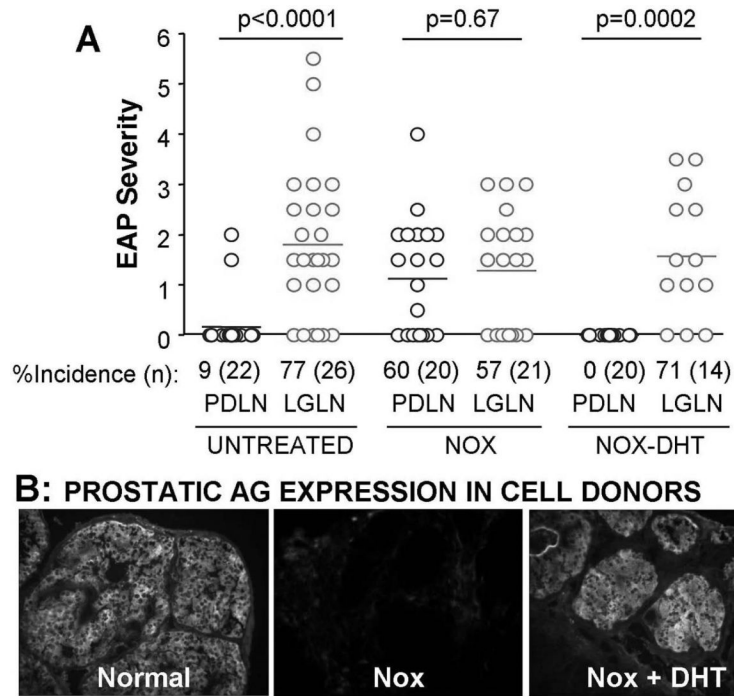 p<0.0001 p=0.67 p=0.0002
A
6
5
4
3
2
1
0
EAP Severity
%Incidence (n): 9 (22) 77 (26) 60 (20) 57 (21) 0 (20) 71 (14)
PDLN LGLN PDLN LGLN PDLN LGLN
UNTREATED NOX NOX-DHT
B: PROSTATIC AG EXPRESSION IN CELL DONORS
Normal Nox Nox + DHT